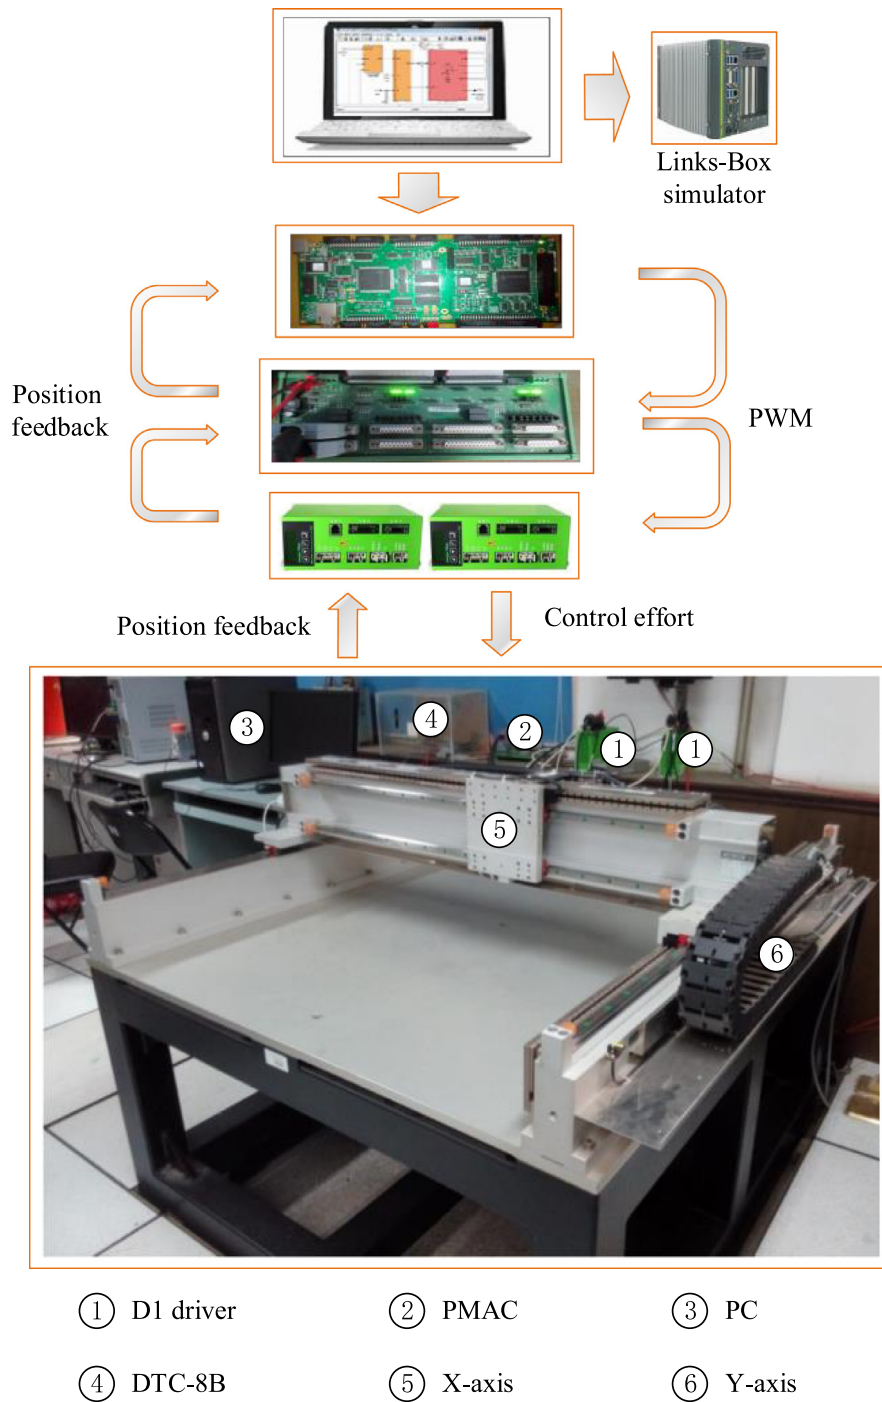 Links-Box
simulator
Position
feedback
PWM
Position feedback
Control effort
③
④
②
①
①
⑤
⑥
① D1 driver
② PMAC
③ PC
④ DTC-8B
⑤ X-axis
⑥ Y-axis